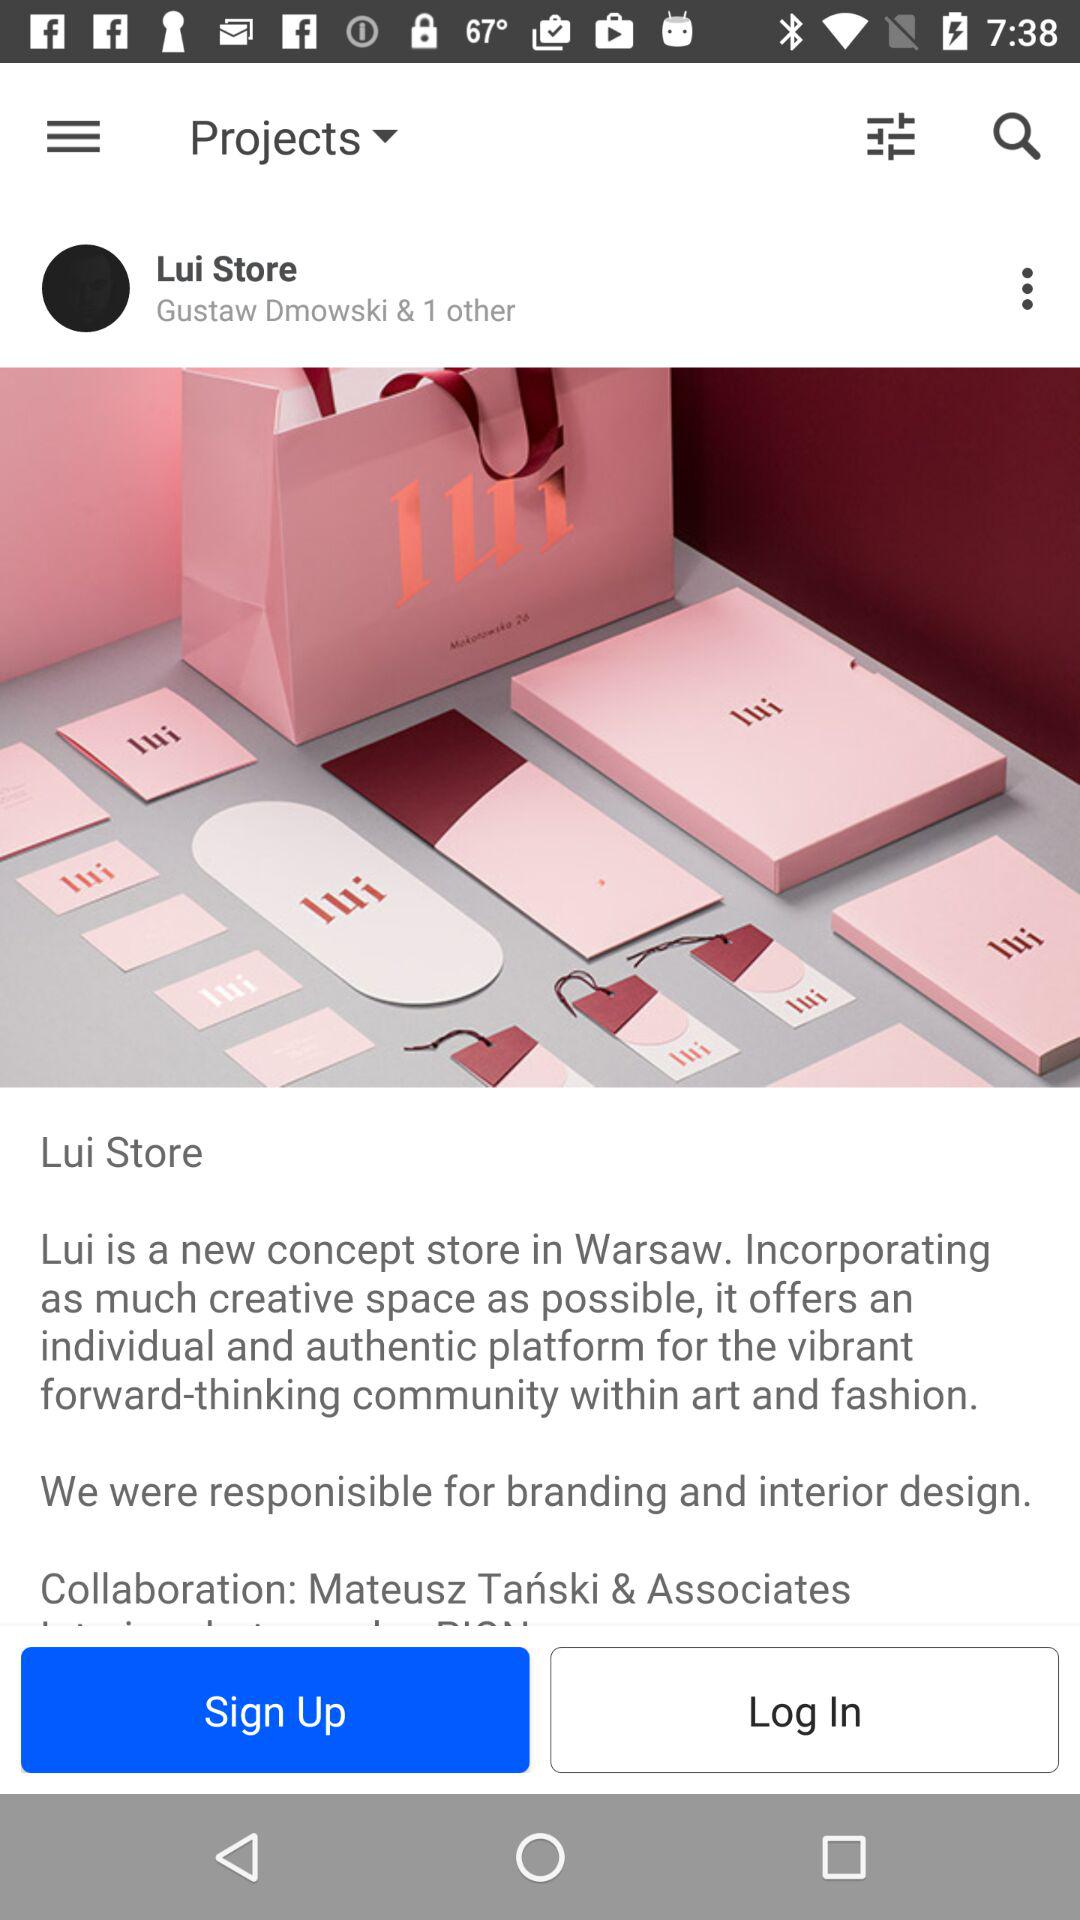 67° 7:38
Projects
Lui Store
Gustaw Dmowski & 1 other
lui
Mokotowska 26
lui
lui
lui
lui
lui
lui
lui
lui
Lui Store
Lui is a new concept store in Warsaw. Incorporating
as much creative space as possible, it offers an
individual and authentic platform for the vibrant
forward-thinking community within art and fashion.
We were responisible for branding and interior design.
Collaboration: Mateusz Tański & Associates
Sign Up
Log In